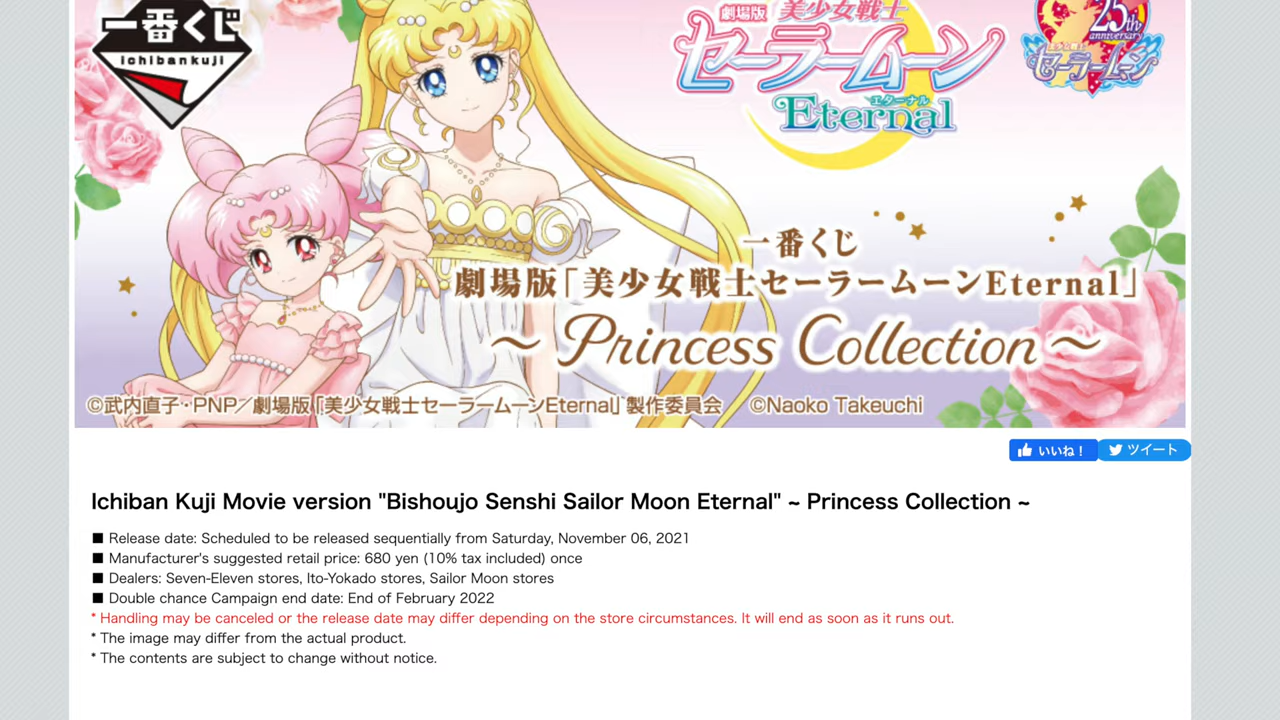 一番くじ
ichibankuji
劇場版 美少女戦士
セーラームーン
エターナル
Eternal
25th
anniversary
美少女戦士
セーラームーン
一番くじ
劇場版「美少女戦士セーラームーンEternal」
~ Princess Collection ~
©武内直子・PNP/劇場版「美少女戦士セーラームーンEternal」製作委員会 ©Naoko Takeuchi
いいね！ ツイート
Ichiban Kuji Movie version "Bishoujo Senshi Sailor Moon Eternal" ~ Princess Collection ~
■ Release date: Scheduled to be released sequentially from Saturday, November 06, 2021
■ Manufacturer's suggested retail price: 680 yen (10% tax included) once
■ Dealers: Seven-Eleven stores, Ito-Yokado stores, Sailor Moon stores
■ Double chance Campaign end date: End of February 2022
* Handling may be canceled or the release date may differ depending on the store circumstances. It will end as soon as it runs out.
* The image may differ from the actual product.
* The contents are subject to change without notice.